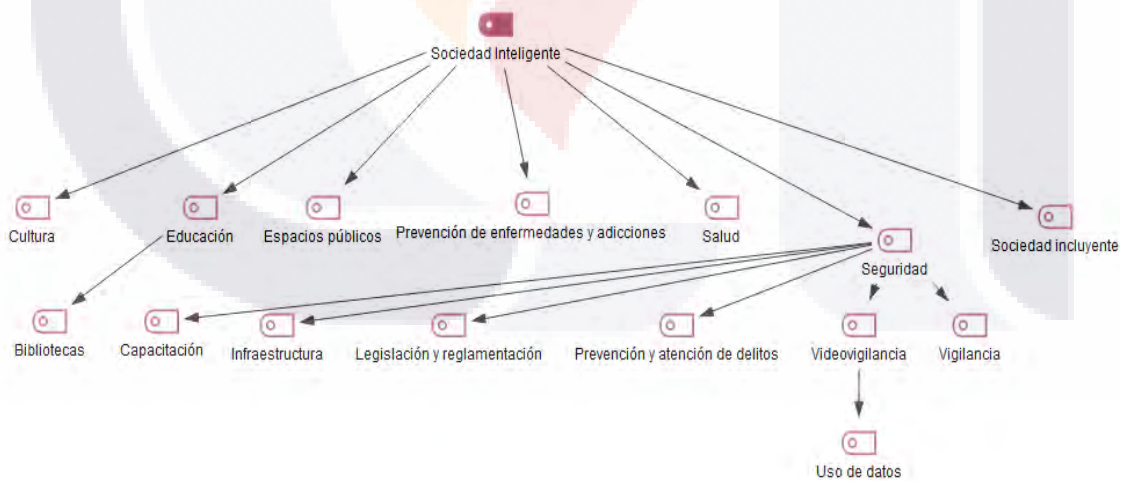 Sociedad Inteligente
Cultura
Educación
Espacios públicos
Prevención de enfermedades y adicciones
Salud
Seguridad
Sociedad incluyente
Bibliotecas
Capacitación
Infraestructura
Legislación y reglamentación
Prevención y atención de delitos
Videovigilancia
Vigilancia
Uso de datos